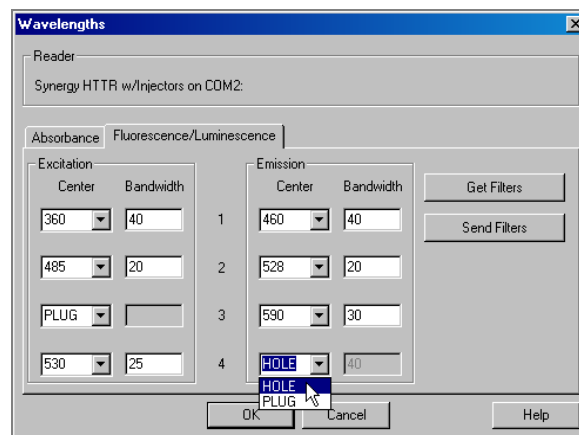 Wavelengths
Reader
Synergy HTTR w/Injectors on COM2:
Absorbance Fluorescence/Luminescence
Excitation Emission
Center Bandwidth Center Bandwidth Get Filters
360 40 1 460 40
Send Filters
485 20 2 528 20
PLUG 3 590 30
530 25 4 HOLE 40
HOLE
PLUG
OK Cancel Help